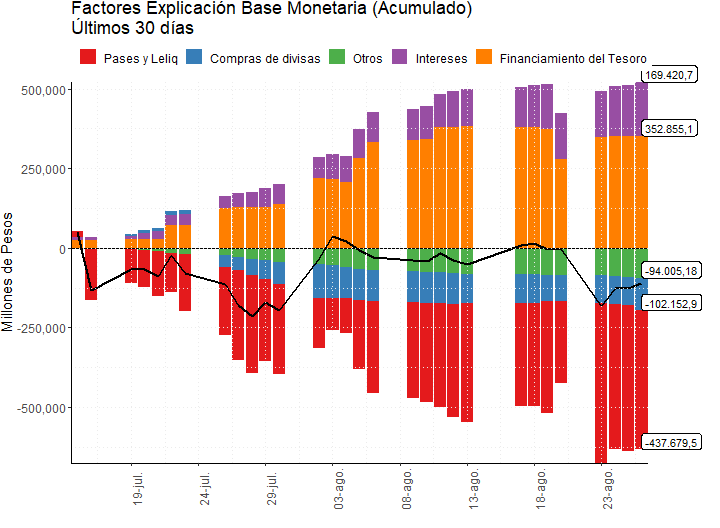 Factores Explicación Base Monetaria (Acumulado)
Últimos 30 días
Pases y Leliq Compras de divisas Otros Intereses Financiamiento del Tesoro
Millones de Pesos
500,000
250,000
0
-250,000
-500,000
169.420,7
352.855,1
-94.005,18
-102.152,9
-437.679,5
19-jul.
24-jul.
29-jul.
03-ago.
08-ago.
13-ago.
18-ago.
23-ago.